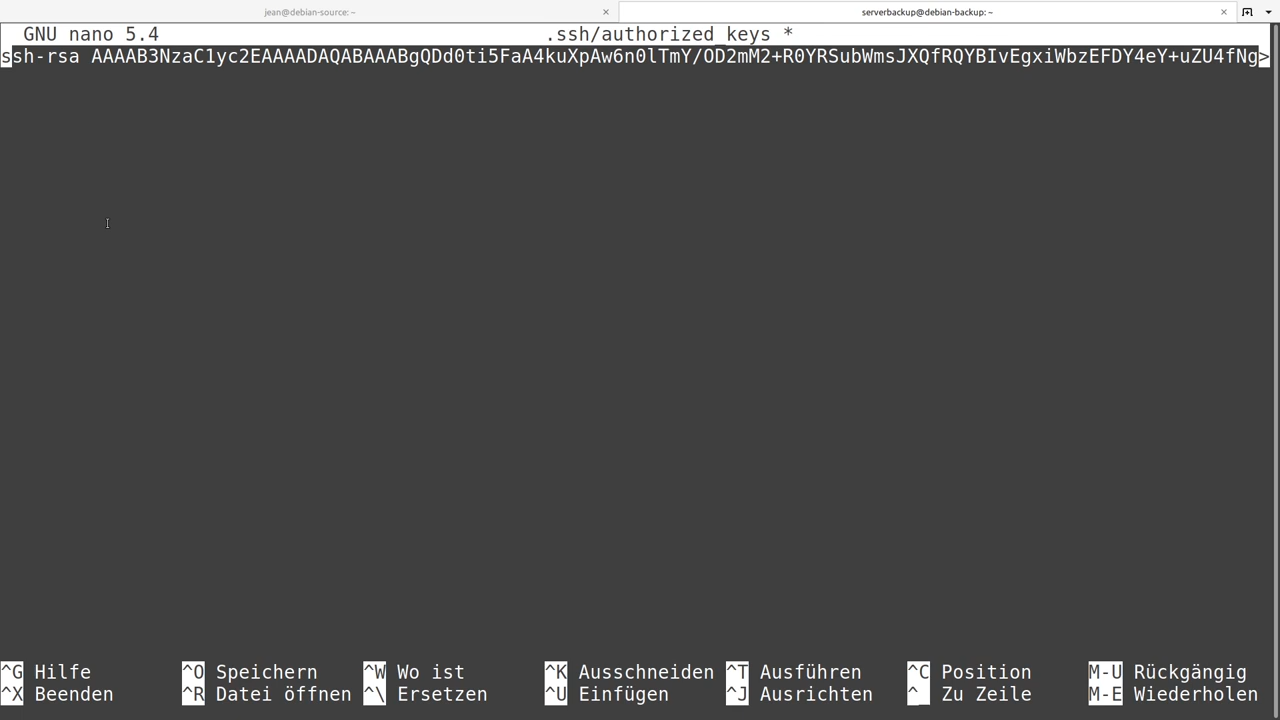 jean@debian-source: ~
serverbackup@debian-backup: ~
GNU nano 5.4 .ssh/authorized_keys *
ssh-rsa AAAAB3NzaC1yc2EAAAADAQABAAABgQDd0ti5FaA4kuXpAw6n0lTmY/OD2mM2+R0YRSubWmsJXQfRQYBIvEgxiWbzEFDY4eY+uZU4fNg>
^G Hilfe ^O Speichern ^W Wo ist ^K Ausschneiden ^T Ausführen ^C Position M-U Rückgängig
^X Beenden ^R Datei öffnen ^\ Ersetzen ^U Einfügen ^J Ausrichten ^_ Zu Zeile M-E Wiederholen